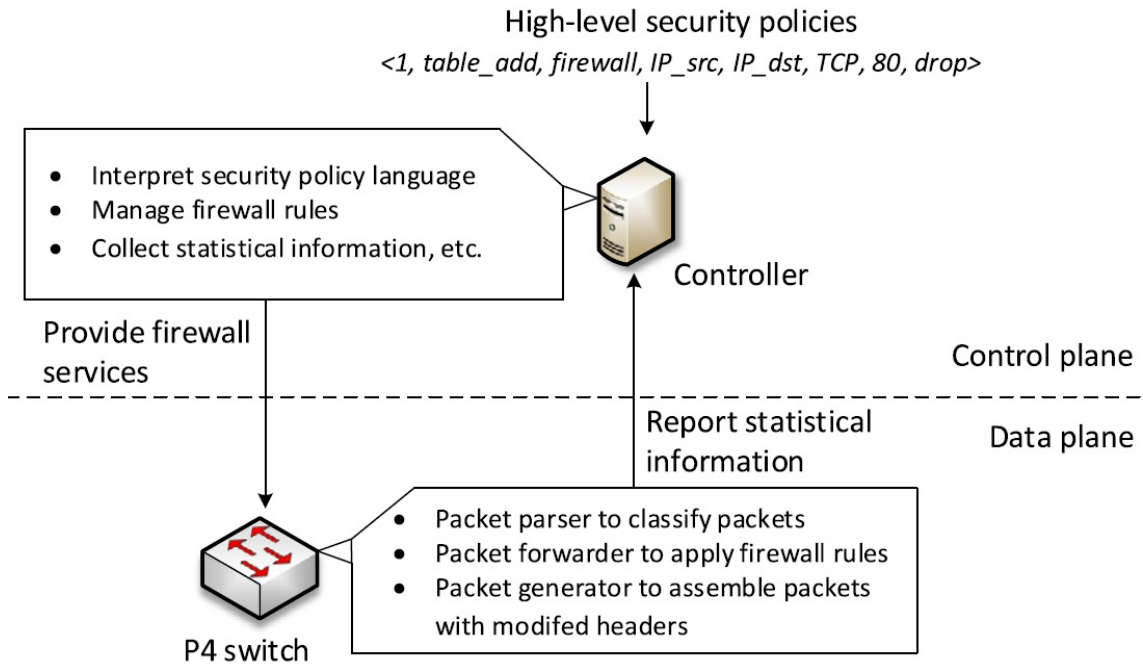 High-level security policies
<1, table_add, firewall, IP_src, IP_dst, TCP, 80, drop>
• Interpret security policy language
• Manage firewall rules
• Collect statistical information, etc.
Controller
Provide firewall
services
Control plane
Data plane
Report statistical
information
• Packet parser to classify packets
• Packet forwarder to apply firewall rules
• Packet generator to assemble packets
with modifed headers
P4 switch